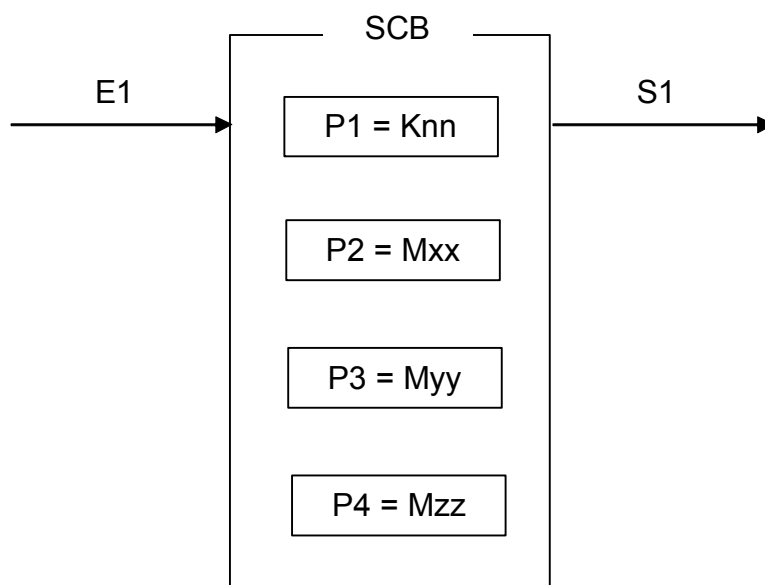 SCB
E1
S1
P1 = Knn
P2 = Mxx
P3 = Myy
P4 = Mzz